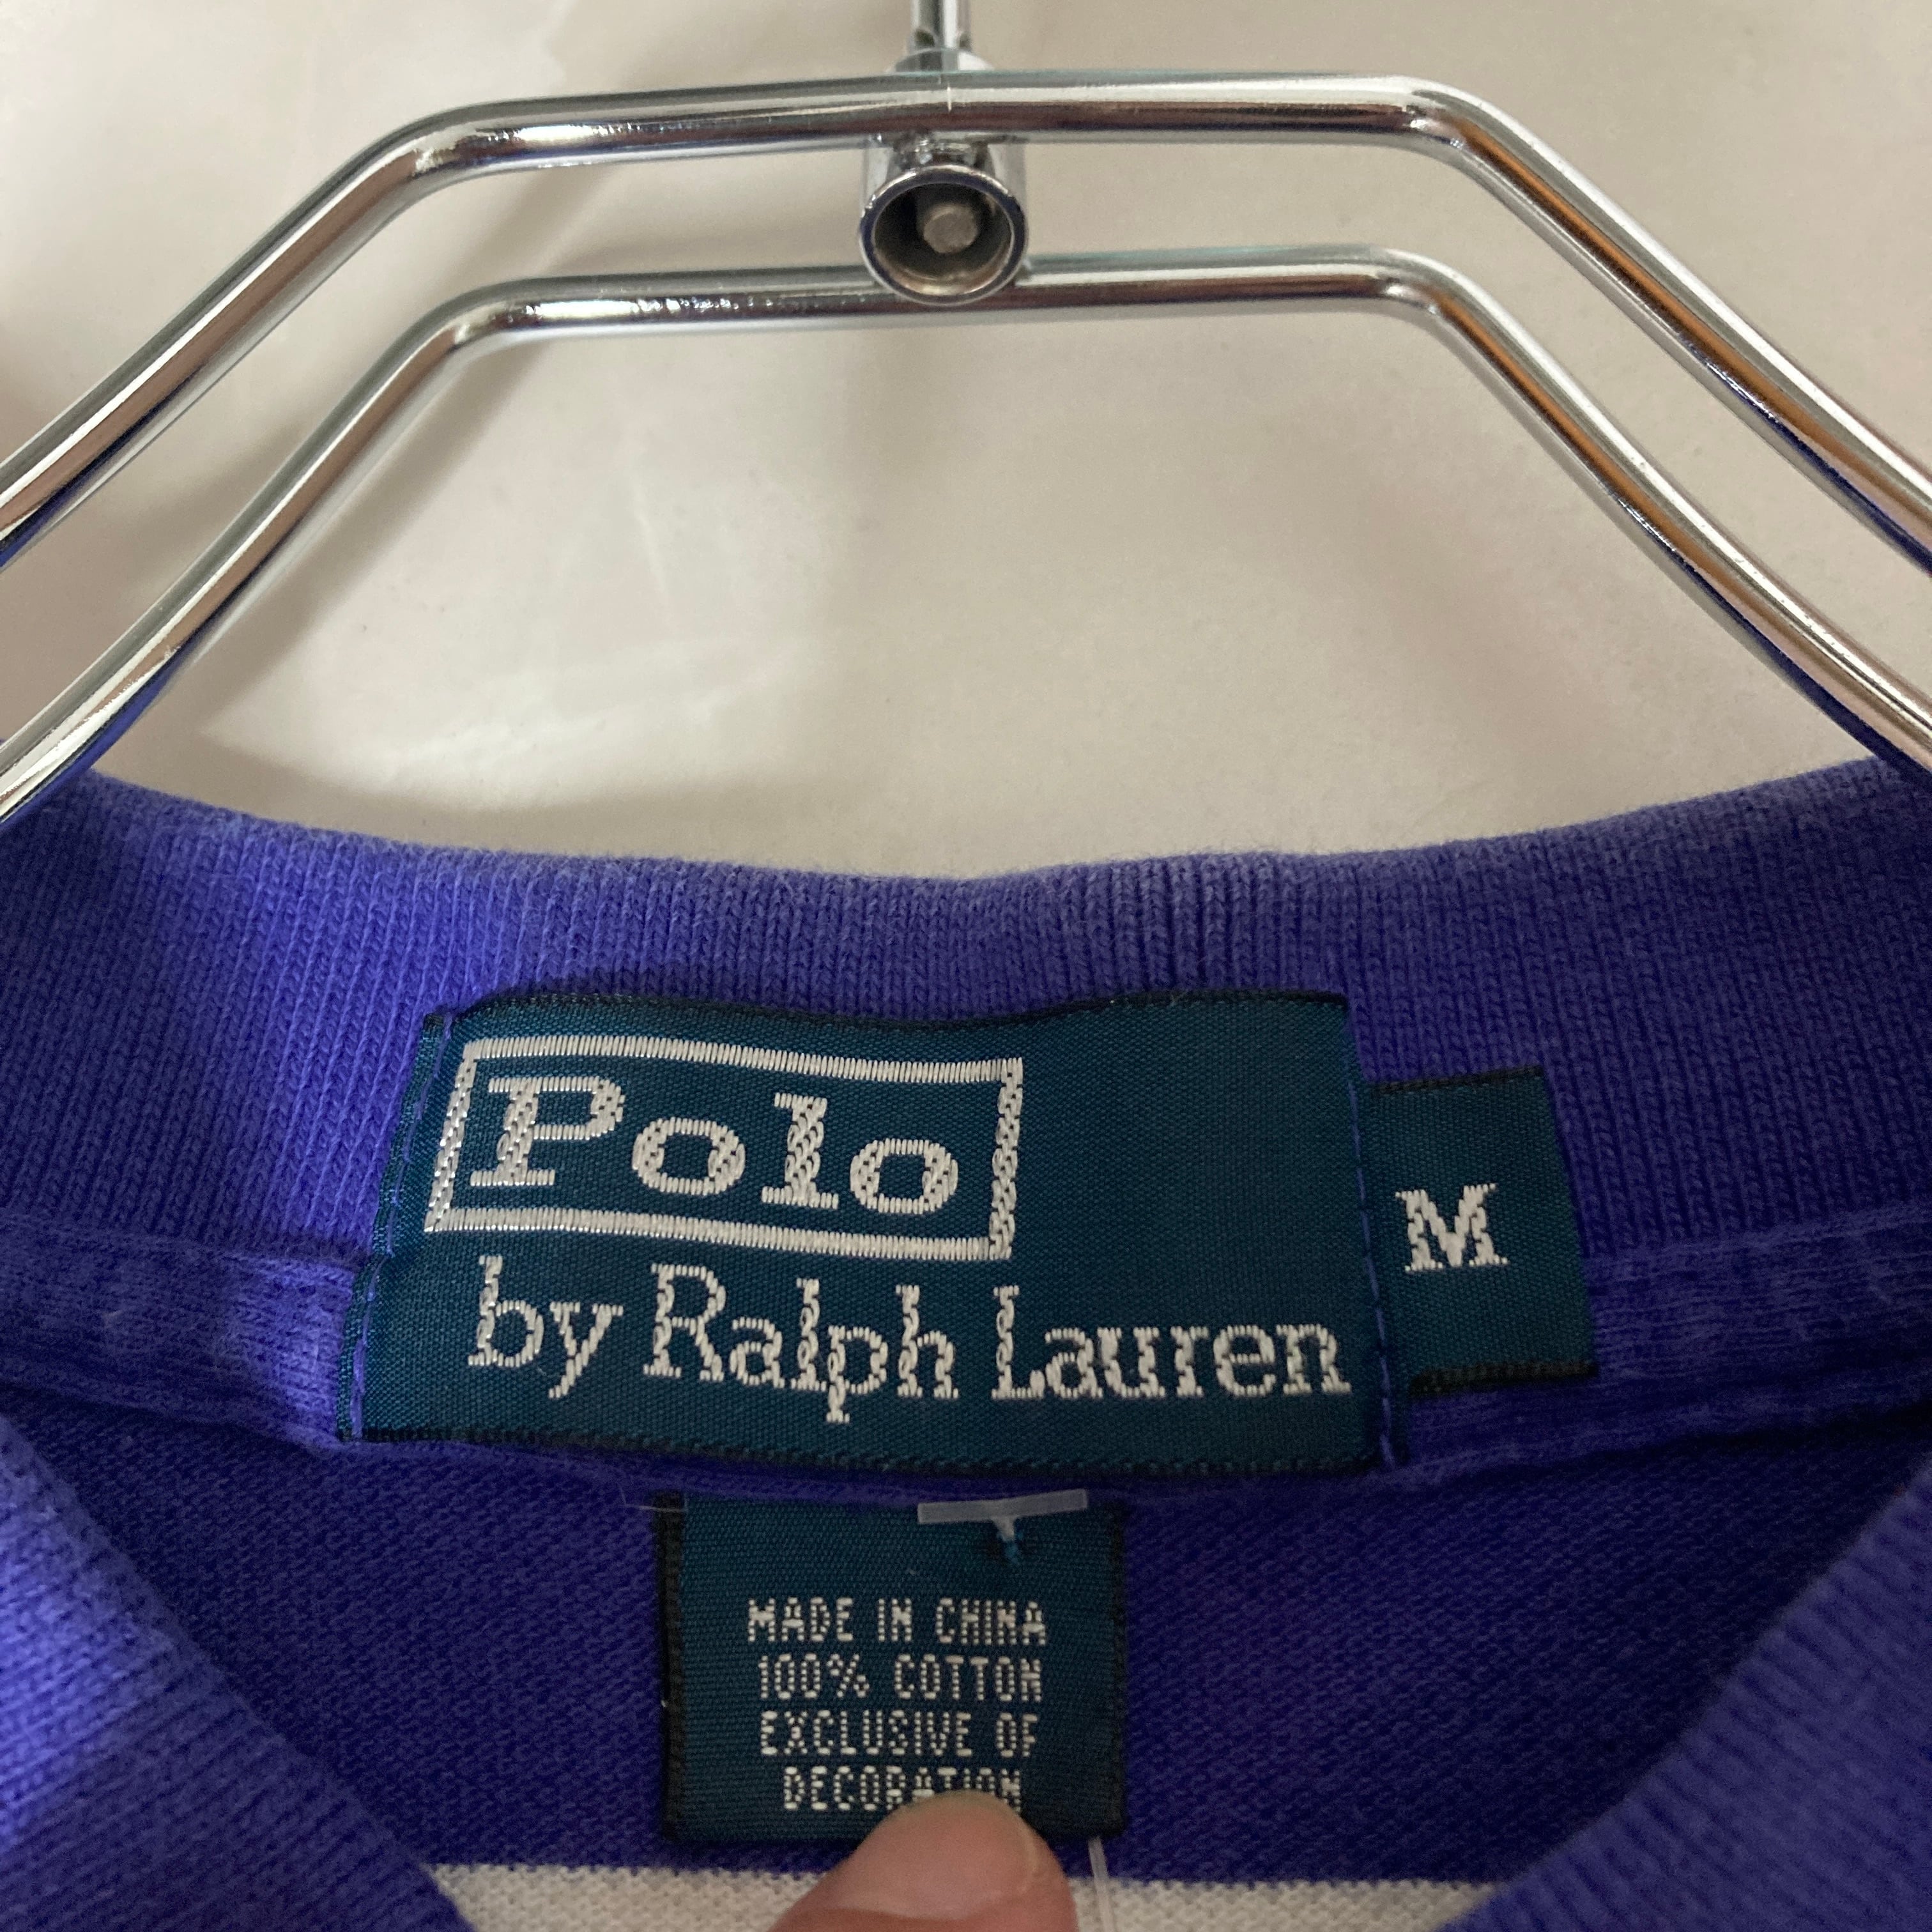 Polo
by Ralph Lauren
M
MADE IN CHINA
100% COTTON
EXCLUSIVE OF
DECORATION